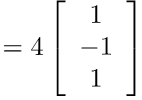 = 4 [ 1
-1
1 ]